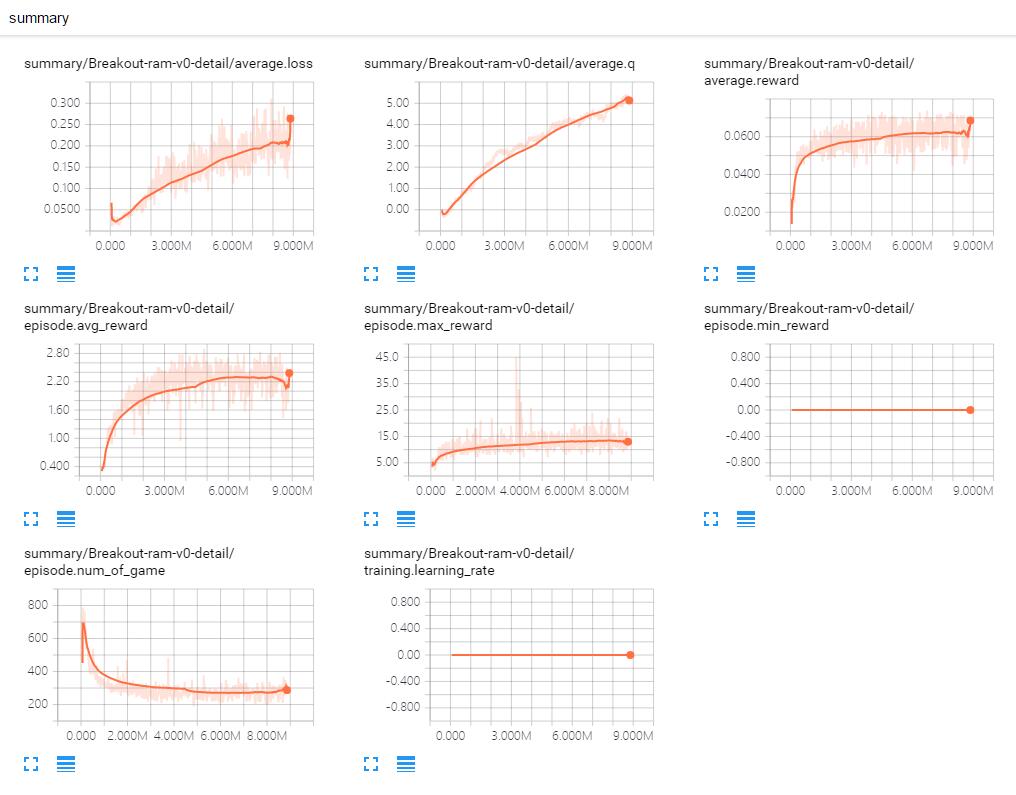 summary
summary/Breakout-ram-v0-detail/average.loss
0.300
0.250
0.200
0.150
0.100
0.0500
0.000 3.000M 6.000M 9.000M
summary/Breakout-ram-v0-detail/average.q
5.00
4.00
3.00
2.00
1.00
0.00
0.000 3.000M 6.000M 9.000M
summary/Breakout-ram-v0-detail/
average.reward
0.0600
0.0400
0.0200
0.000 3.000M 6.000M 9.000M
summary/Breakout-ram-v0-detail/
episode.avg_reward
2.80
2.20
1.60
1.00
0.400
0.000 3.000M 6.000M 9.000M
summary/Breakout-ram-v0-detail/
episode.max_reward
45.0
35.0
25.0
15.0
5.00
0.000 2.000M 4.000M 6.000M 8.000M
summary/Breakout-ram-v0-detail/
episode.min_reward
0.800
0.400
0.00
-0.400
-0.800
0.000 3.000M 6.000M 9.000M
summary/Breakout-ram-v0-detail/
episode.num_of_game
800
600
400
200
0.000 2.000M 4.000M 6.000M 8.000M
summary/Breakout-ram-v0-detail/
training.learning_rate
0.800
0.400
0.00
-0.400
-0.800
0.000 3.000M 6.000M 9.000M